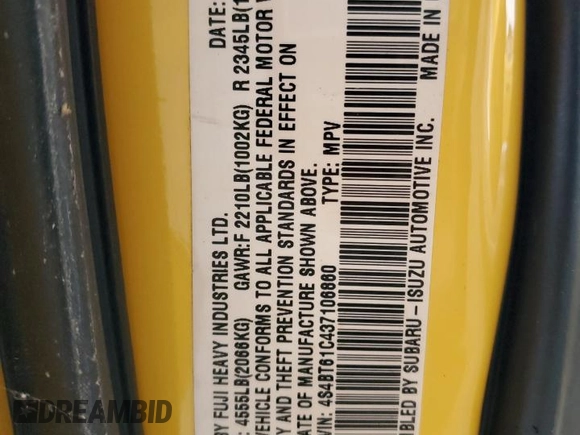 DATE:
BY FUJI HEAVY INDUSTRIES LTD.
: 4555LB(2066KG) GAWR:F 2210LB(1002KG) R 2345LB(1
VEHICLE CONFORMS TO ALL APPLICABLE FEDERAL MOTOR V
Y AND THEFT PREVENTION STANDARDS IN EFFECT ON
DATE OF MANUFACTURE SHOWN ABOVE.
VIN: 4S4BT61C437106860 TYPE: MPV
BLED BY SUBARU-ISUZU AUTOMOTIVE INC. MADE IN
DREAMBID